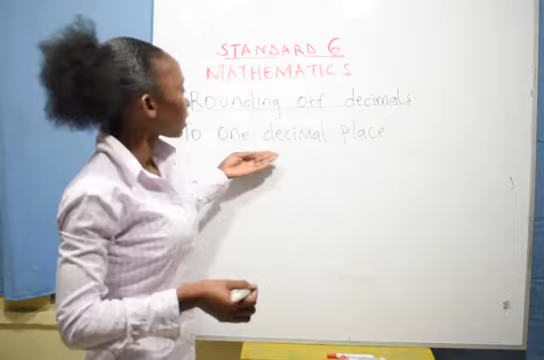 STANDARD 6
MATHEMATICS
Rounding off decimals
To one decimal place